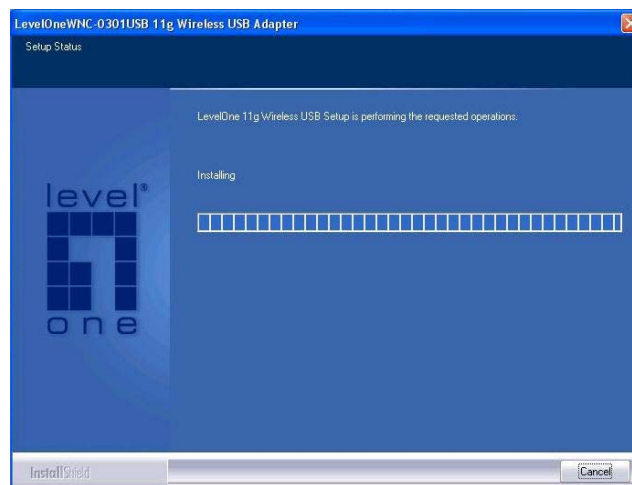 LevelOneWNC-0301USB 11g Wireless USB Adapter
Setup Status
LevelOne 11g Wireless USB Setup is performing the requested operations.
Installing
level®
one
InstallShield
Cancel